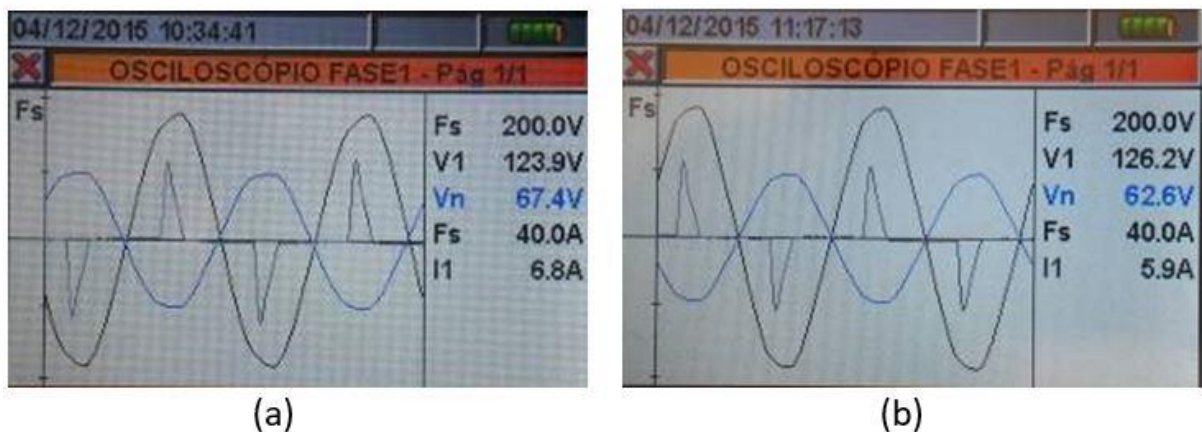 04/12/2015 10:34:41
OSCILOSCÓPIO FASE1 - Pág 1/1
Fs
Fs 200.0V
V1 123.9V
Vn 67.4V
Fs 40.0A
I1 6.8A
(a)
04/12/2015 11:17:13
OSCILOSCÓPIO FASE1 - Pág 1/1
Fs
Fs 200.0V
V1 126.2V
Vn 62.6V
Fs 40.0A
I1 5.9A
(b)